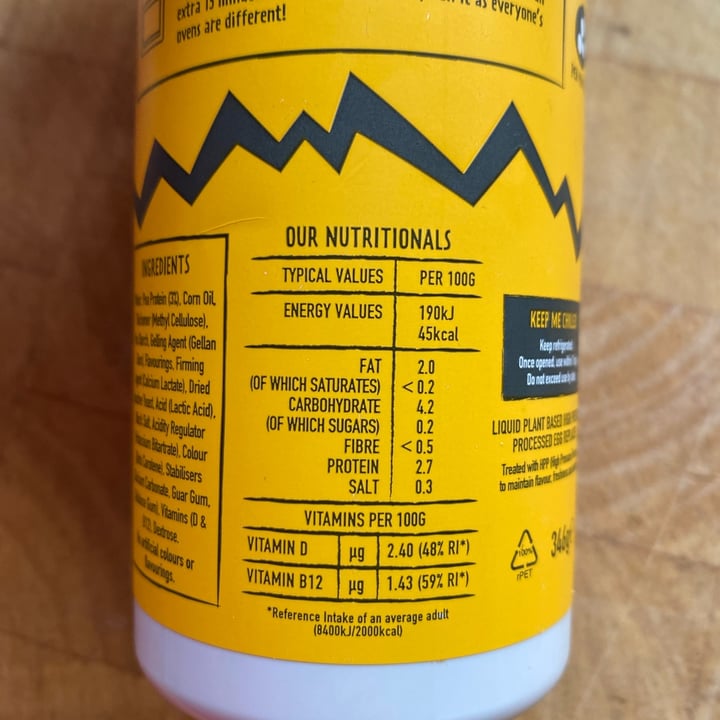 extra 15
it as everyone's
ovens are different!
OUR NUTRITIONALS
TYPICAL VALUES PER 100G
ENERGY VALUES 190kJ
45kcal
FAT 2.0
(OF WHICH SATURATES) < 0.2
CARBOHYDRATE 4.2
(OF WHICH SUGARS) 0.2
FIBRE < 0.5
PROTEIN 2.7
SALT 0.3
VITAMINS PER 100G
VITAMIN D µg 2.40 (48% RI*)
VITAMIN B12 µg 1.43 (59% RI*)
*Reference Intake of an average adult
(8400kJ/2000kcal)
INGREDIENTS
Pea Protein (3%), Corn Oil,
(Methyl Cellulose),
Gelling Agent (Gellan
Flavourings, Firming
(Calcium Lactate), Dried
Yeast, Acid (Lactic Acid),
Salt, Acidity Regulator
Bitartrate), Colour
Stabilisers
Carbonate, Guar Gum,
Gum), Vitamins (D &
B12), Dextrose.
No artificial colours or
flavourings.
KEEP ME CHILLED
Keep refrigerated.
Once opened, use within
Do not exceed use by
LIQUID PLANT BASED
PROCESSED EGG
Treated with HPP (High Pressure
to maintain flavour, freshness
100%
rPET
346g